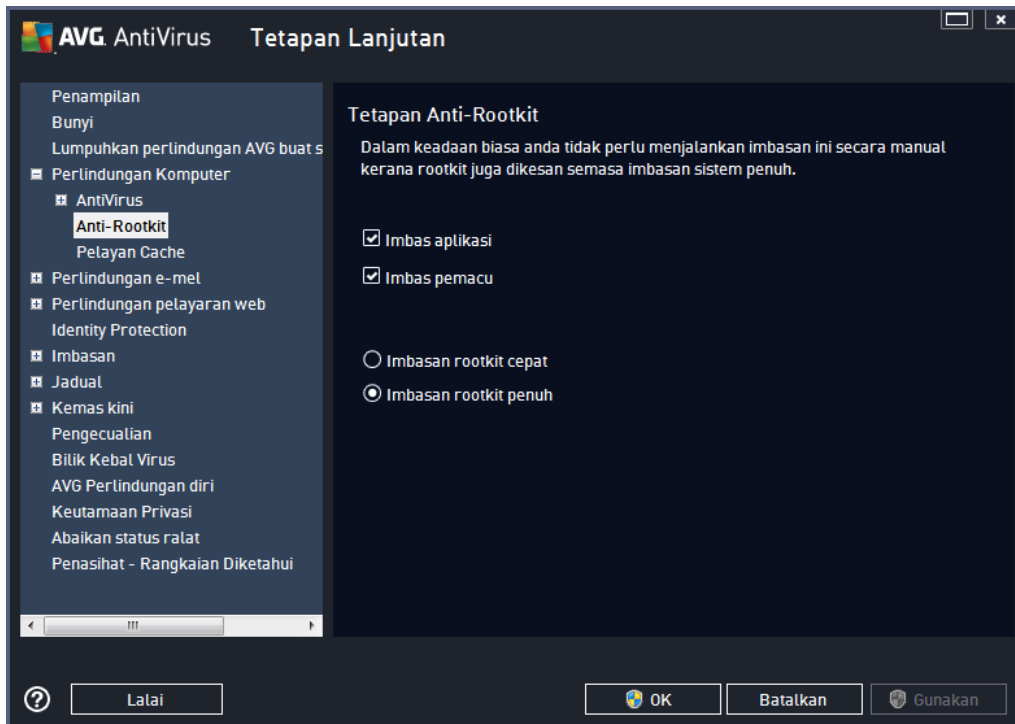 AVG. AntiVirus Tetapan Lanjutan
Penampilan
Bunyi
Lumpuhkan perlindungan AVG buat s
Perlindungan Komputer
AntiVirus
Anti-Rootkit
Pelayan Cache
Perlindungan e-mel
Perlindungan pelayaran web
Identity Protection
Imbasan
Jadual
Kemas kini
Pengecualian
Bilik Kebal Virus
AVG Perlindungan diri
Keutamaan Privasi
Abaikan status ralat
Penasihat - Rangkaian Diketahui
Tetapan Anti-Rootkit
Dalam keadaan biasa anda tidak perlu menjalankan imbasan ini secara manual
kerana rootkit juga dikesan semasa imbasan sistem penuh.
Imbas aplikasi
Imbas pemacu
Imbasan rootkit cepat
Imbasan rootkit penuh
Lalai
OK
Batalkan
Gunakan